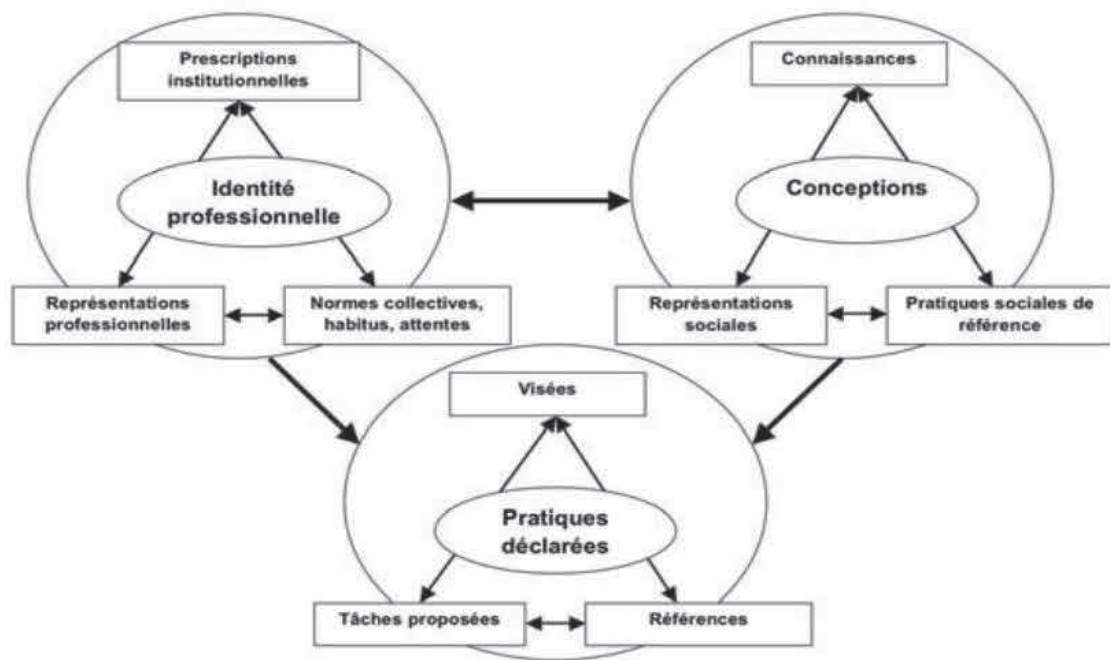 Prescriptions
institutionnelles
Identité
professionnelle
Représentations
professionnelles
Normes collectives,
habitus, attentes
Connaissances
Conceptions
Représentations
sociales
Pratiques sociales de
référence
Visées
Pratiques
déclarées
Tâches proposées
Références